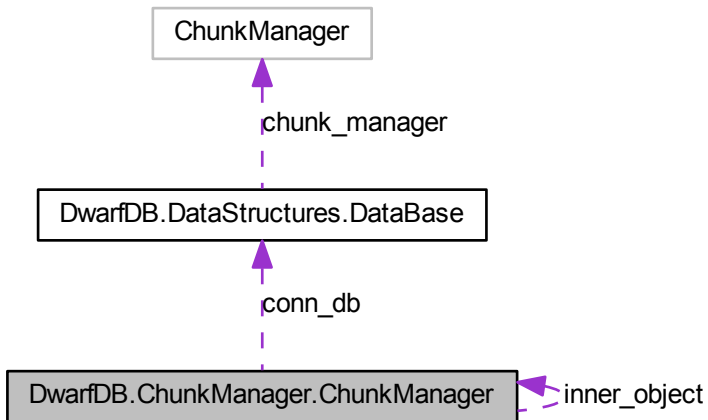 ChunkManager
chunk_manager
DwarfDB.DataStructures.DataBase
conn_db
DwarfDB.ChunkManager.ChunkManager
inner_object